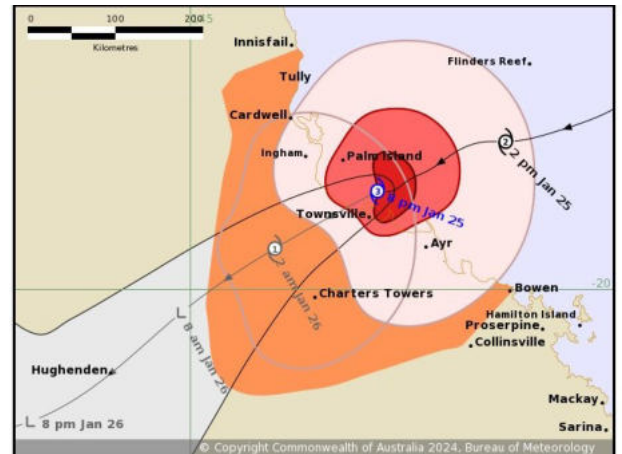 0 100 200
Kilometres
145
Innisfail
Flinders Reef
Tully
Cardwell
2
2 pm Jan 25
Ingham
Palm Island
3
8 pm Jan 25
Townsville
Ayr
1
2 am Jan 26
-20
Bowen
Charters Towers
Hamilton Island
Proserpine
L
8 am Jan 26
Collinsville
Hughenden
Mackay
L 8 pm Jan 26
Sarina
© Copyright Commonwealth of Australia 2024, Bureau of Meteorology